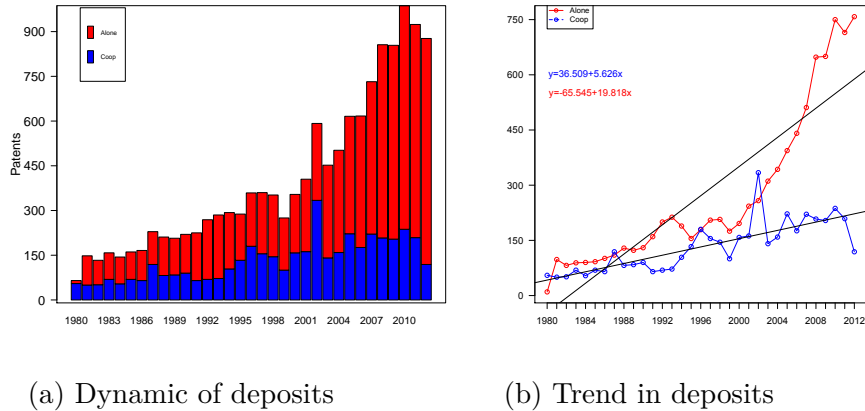 Alone
Coop
Patents
900
750
600
450
300
150
0
1980 1983 1986 1989 1992 1995 1998 2001 2004 2007 2010
(a) Dynamic of deposits
Alone
Coop
y=36.509+5.626x
y=-65.545+19.818x
750
600
450
300
150
0
1980 1984 1988 1992 1996 2000 2004 2008 2012
(b) Trend in deposits